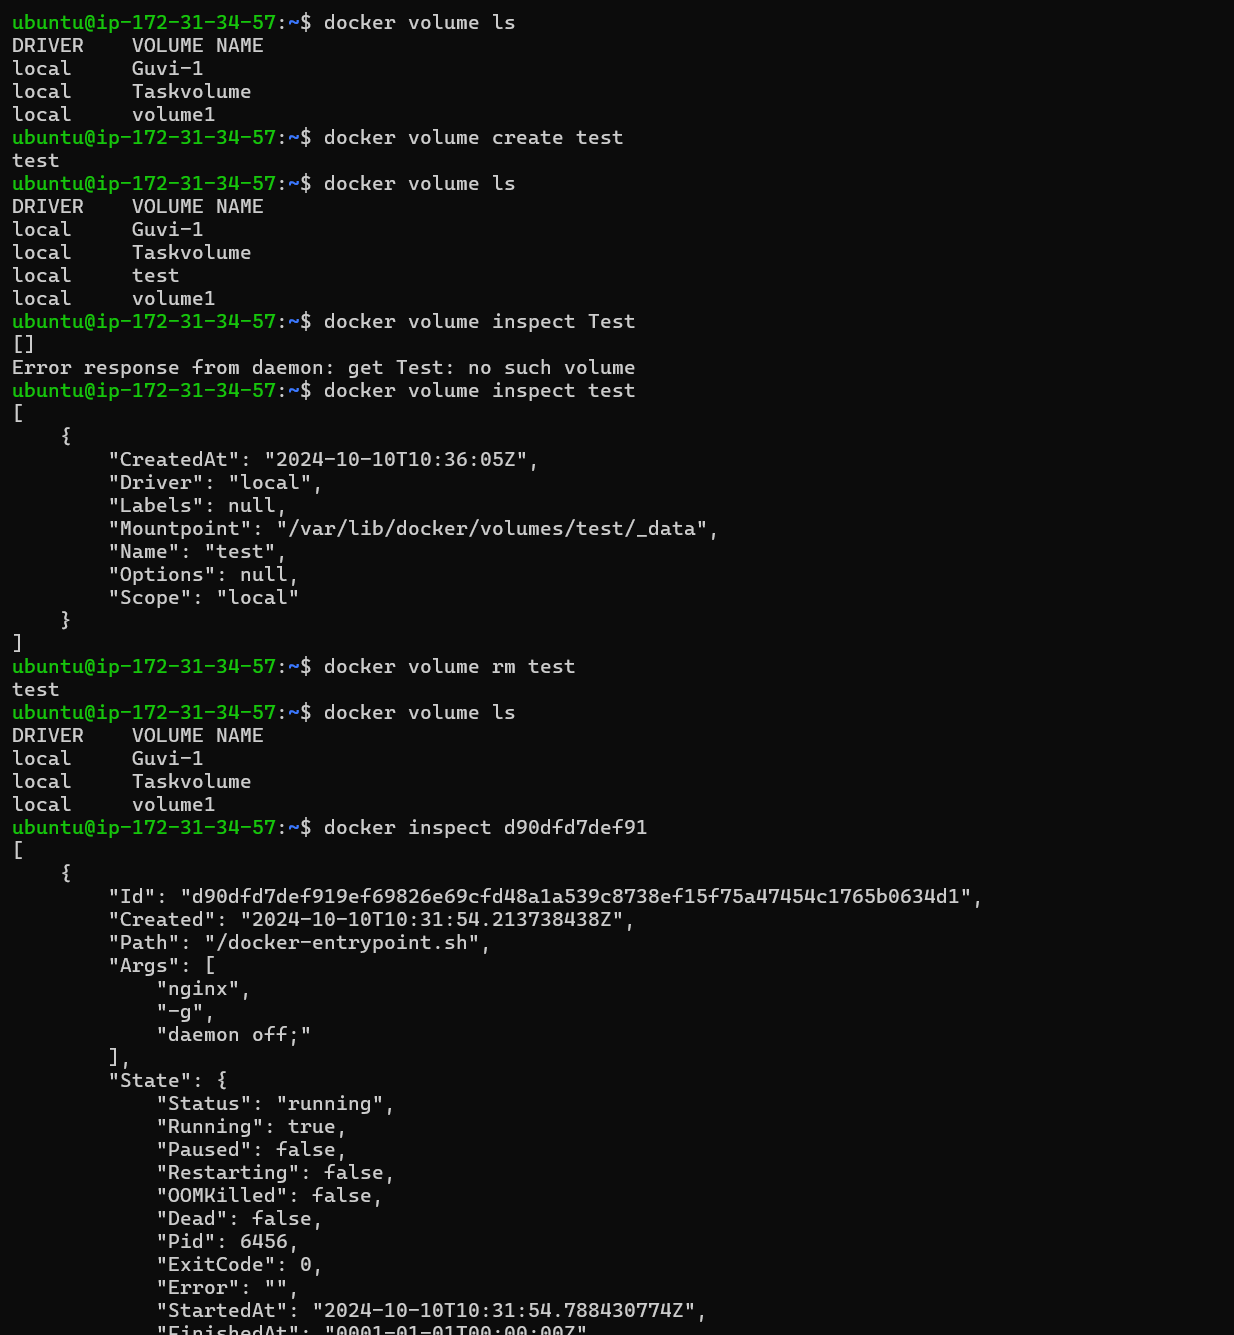 ubuntu@ip-172-31-34-57:~$ docker volume ls
DRIVER    VOLUME NAME
local     Guvi-1
local     Taskvolume
local     volume1
ubuntu@ip-172-31-34-57:~$ docker volume create test
test
ubuntu@ip-172-31-34-57:~$ docker volume ls
DRIVER    VOLUME NAME
local     Guvi-1
local     Taskvolume
local     test
local     volume1
ubuntu@ip-172-31-34-57:~$ docker volume inspect Test
[]
Error response from daemon: get Test: no such volume
ubuntu@ip-172-31-34-57:~$ docker volume inspect test
[
    {
        "CreatedAt": "2024-10-10T10:36:05Z",
        "Driver": "local",
        "Labels": null,
        "Mountpoint": "/var/lib/docker/volumes/test/_data",
        "Name": "test",
        "Options": null,
        "Scope": "local"
    }
]
ubuntu@ip-172-31-34-57:~$ docker volume rm test
test
ubuntu@ip-172-31-34-57:~$ docker volume ls
DRIVER    VOLUME NAME
local     Guvi-1
local     Taskvolume
local     volume1
ubuntu@ip-172-31-34-57:~$ docker inspect d90dfd7def91
[
    {
        "Id": "d90dfd7def919ef69826e69cfd48a1a539c8738ef15f75a47454c1765b0634d1",
        "Created": "2024-10-10T10:31:54.213738438Z",
        "Path": "/docker-entrypoint.sh",
        "Args": [
            "nginx",
            "-g",
            "daemon off;"
        ],
        "State": {
            "Status": "running",
            "Running": true,
            "Paused": false,
            "Restarting": false,
            "OOMKilled": false,
            "Dead": false,
            "Pid": 6456,
            "ExitCode": 0,
            "Error": "",
            "StartedAt": "2024-10-10T10:31:54.788430774Z",
            "FinishedAt": "0001-01-01T00:00:00Z"